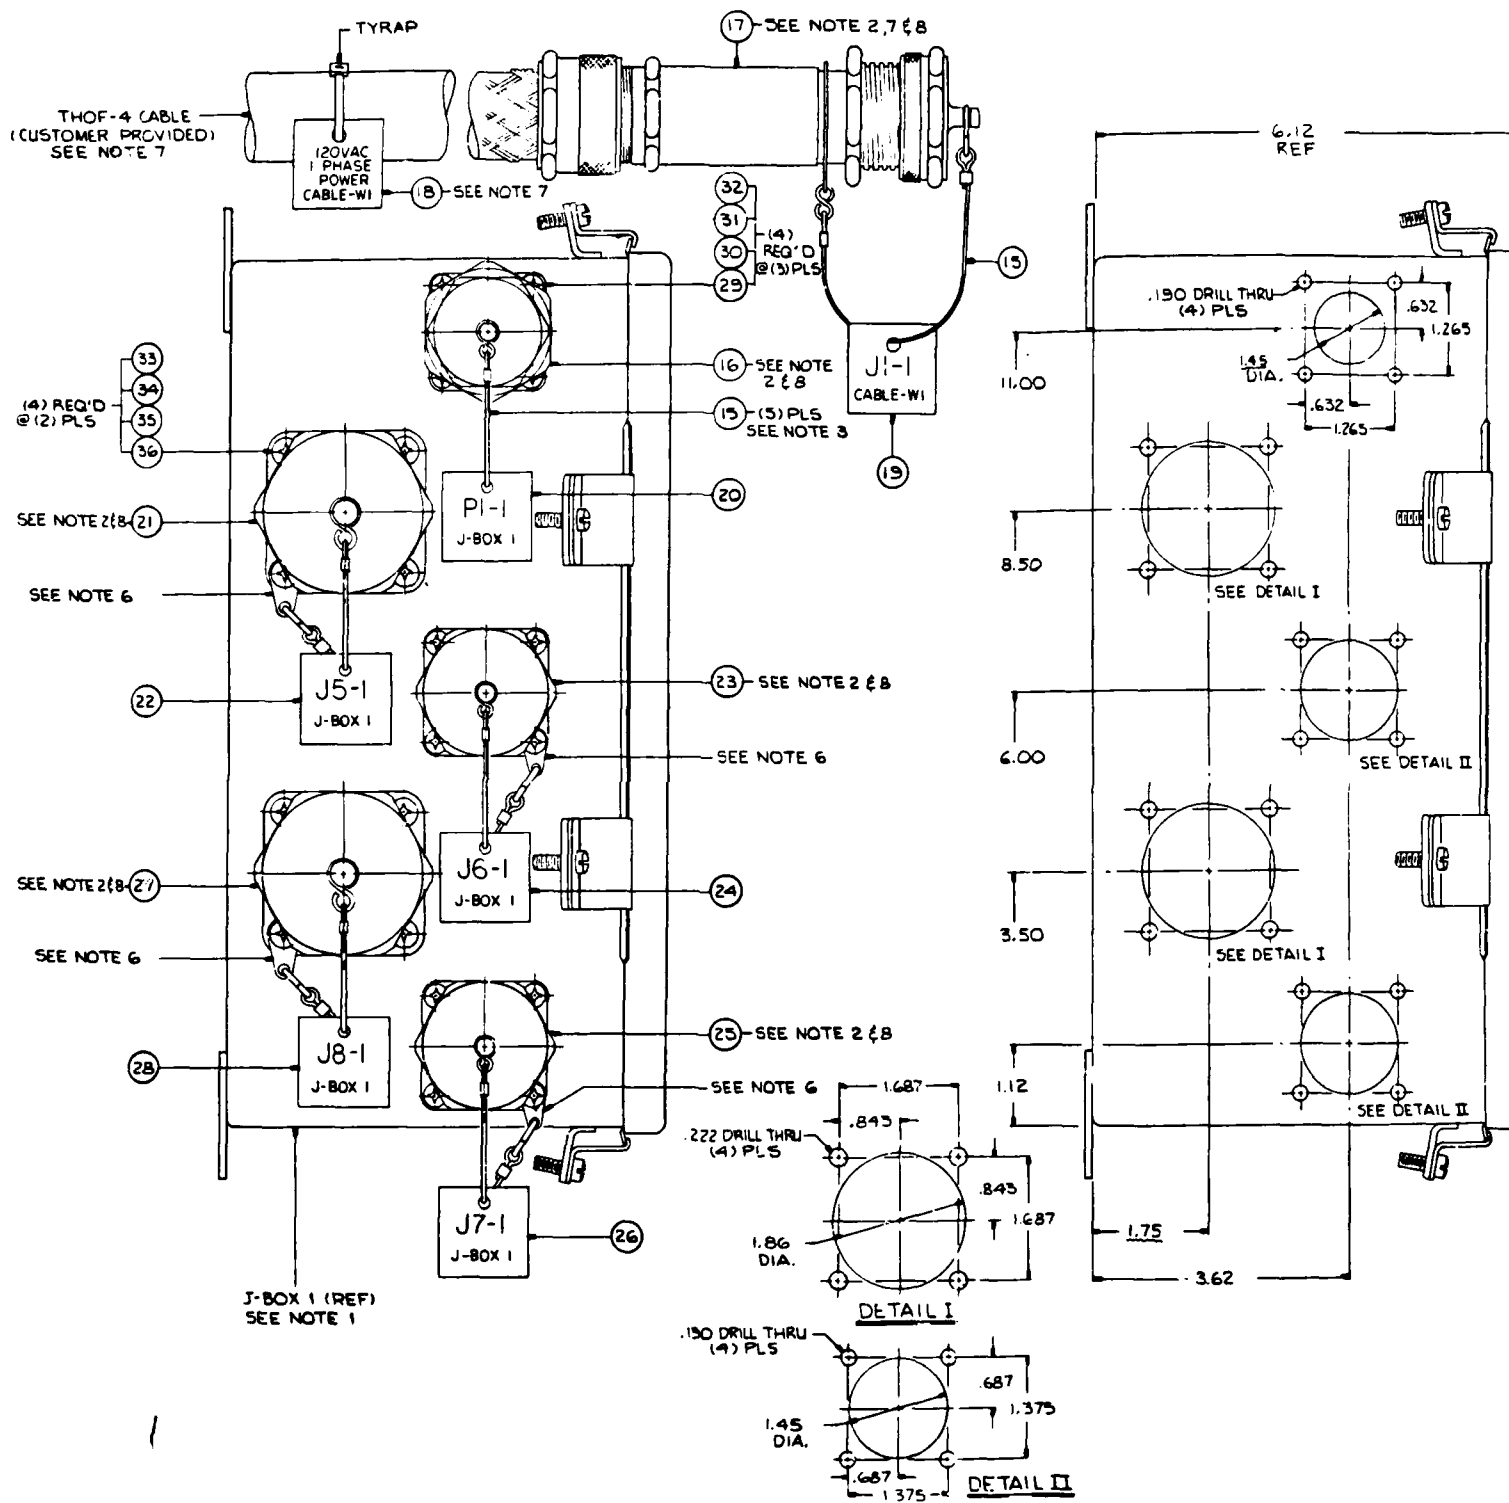 TYRAP
17 SEE NOTE 2,7 & 8
THOF-4 CABLE
(CUSTOMER PROVIDED)
SEE NOTE 7
120VAC
1 PHASE
POWER
CABLE-W1
18 SEE NOTE 7
32
31
30
29
(4)
REQ'D
@(3)PLS
15
J1-1
CABLE-W1
19
16 SEE NOTE
2 & 8
15 (5) PLS
SEE NOTE 3
33
34
35
36
(4) REQ'D
@(2) PLS
SEE NOTE 2&8 21
P1-1
J-BOX 1
20
SEE NOTE 6
J5-1
J-BOX 1
22
23 SEE NOTE 2 & 8
SEE NOTE 6
SEE NOTE 2&8 27
J6-1
J-BOX 1
24
SEE NOTE 6
J8-1
J-BOX 1
28
25 SEE NOTE 2 & 8
SEE NOTE 6
J7-1
J-BOX 1
26
J-BOX 1 (REF)
SEE NOTE 1
6.12
REF
.190 DRILL THRU
(4) PLS
.632
1.265
1.45
DIA.
.632
1.265
11.00
8.50
SEE DETAIL I
6.00
SEE DETAIL II
3.50
SEE DETAIL I
1.12
SEE DETAIL II
1.75
3.62
1.687
.843
.222 DRILL THRU
(4) PLS
.843
1.687
1.86
DIA.
DETAIL I
.190 DRILL THRU
(4) PLS
.687
1.375
1.45
DIA.
.687
1.375
DETAIL II